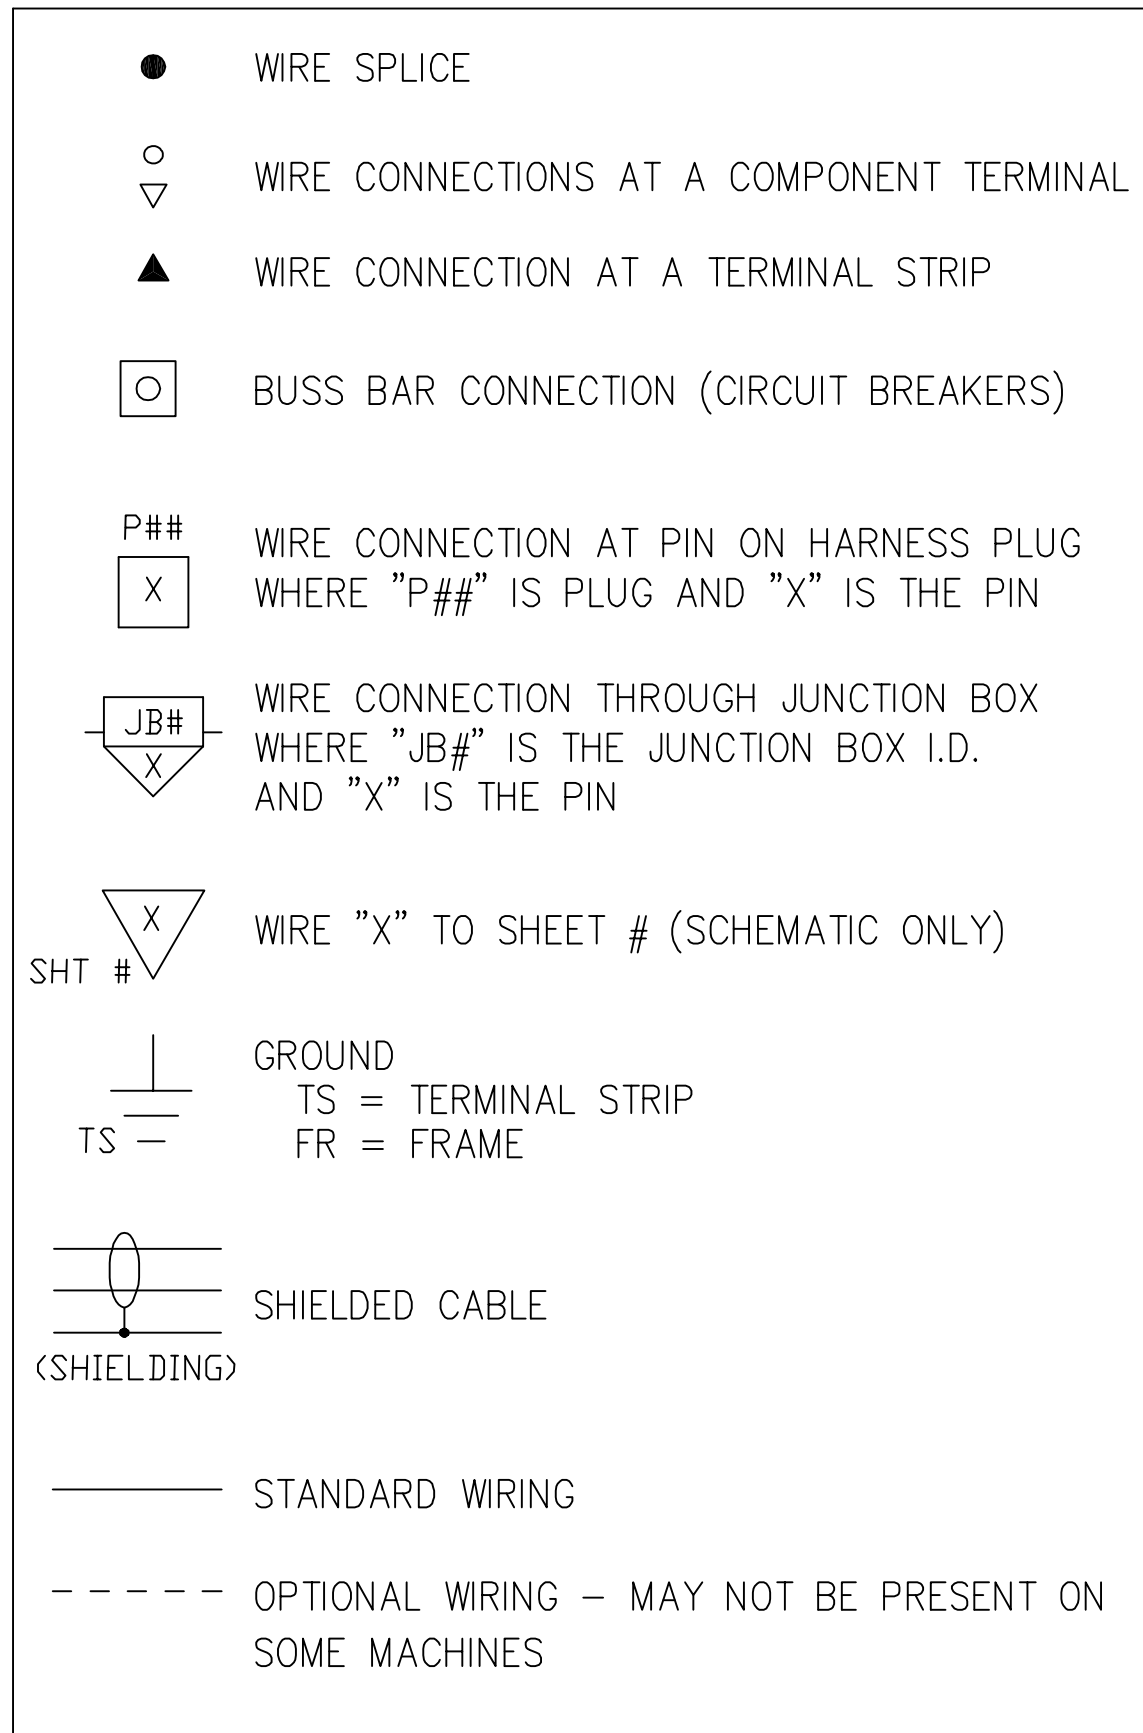 WIRE SPLICE
WIRE CONNECTIONS AT A COMPONENT TERMINAL
WIRE CONNECTION AT A TERMINAL STRIP
BUSS BAR CONNECTION (CIRCUIT BREAKERS)
P##
X
WIRE CONNECTION AT PIN ON HARNESS PLUG
WHERE "P##" IS PLUG AND "X" IS THE PIN
JB#
X
WIRE CONNECTION THROUGH JUNCTION BOX
WHERE "JB#" IS THE JUNCTION BOX I.D.
AND "X" IS THE PIN
X
SHT #
WIRE "X" TO SHEET # (SCHEMATIC ONLY)
TS
GROUND
TS = TERMINAL STRIP
FR = FRAME
(SHIELDING)
SHIELDED CABLE
STANDARD WIRING
OPTIONAL WIRING – MAY NOT BE PRESENT ON
SOME MACHINES